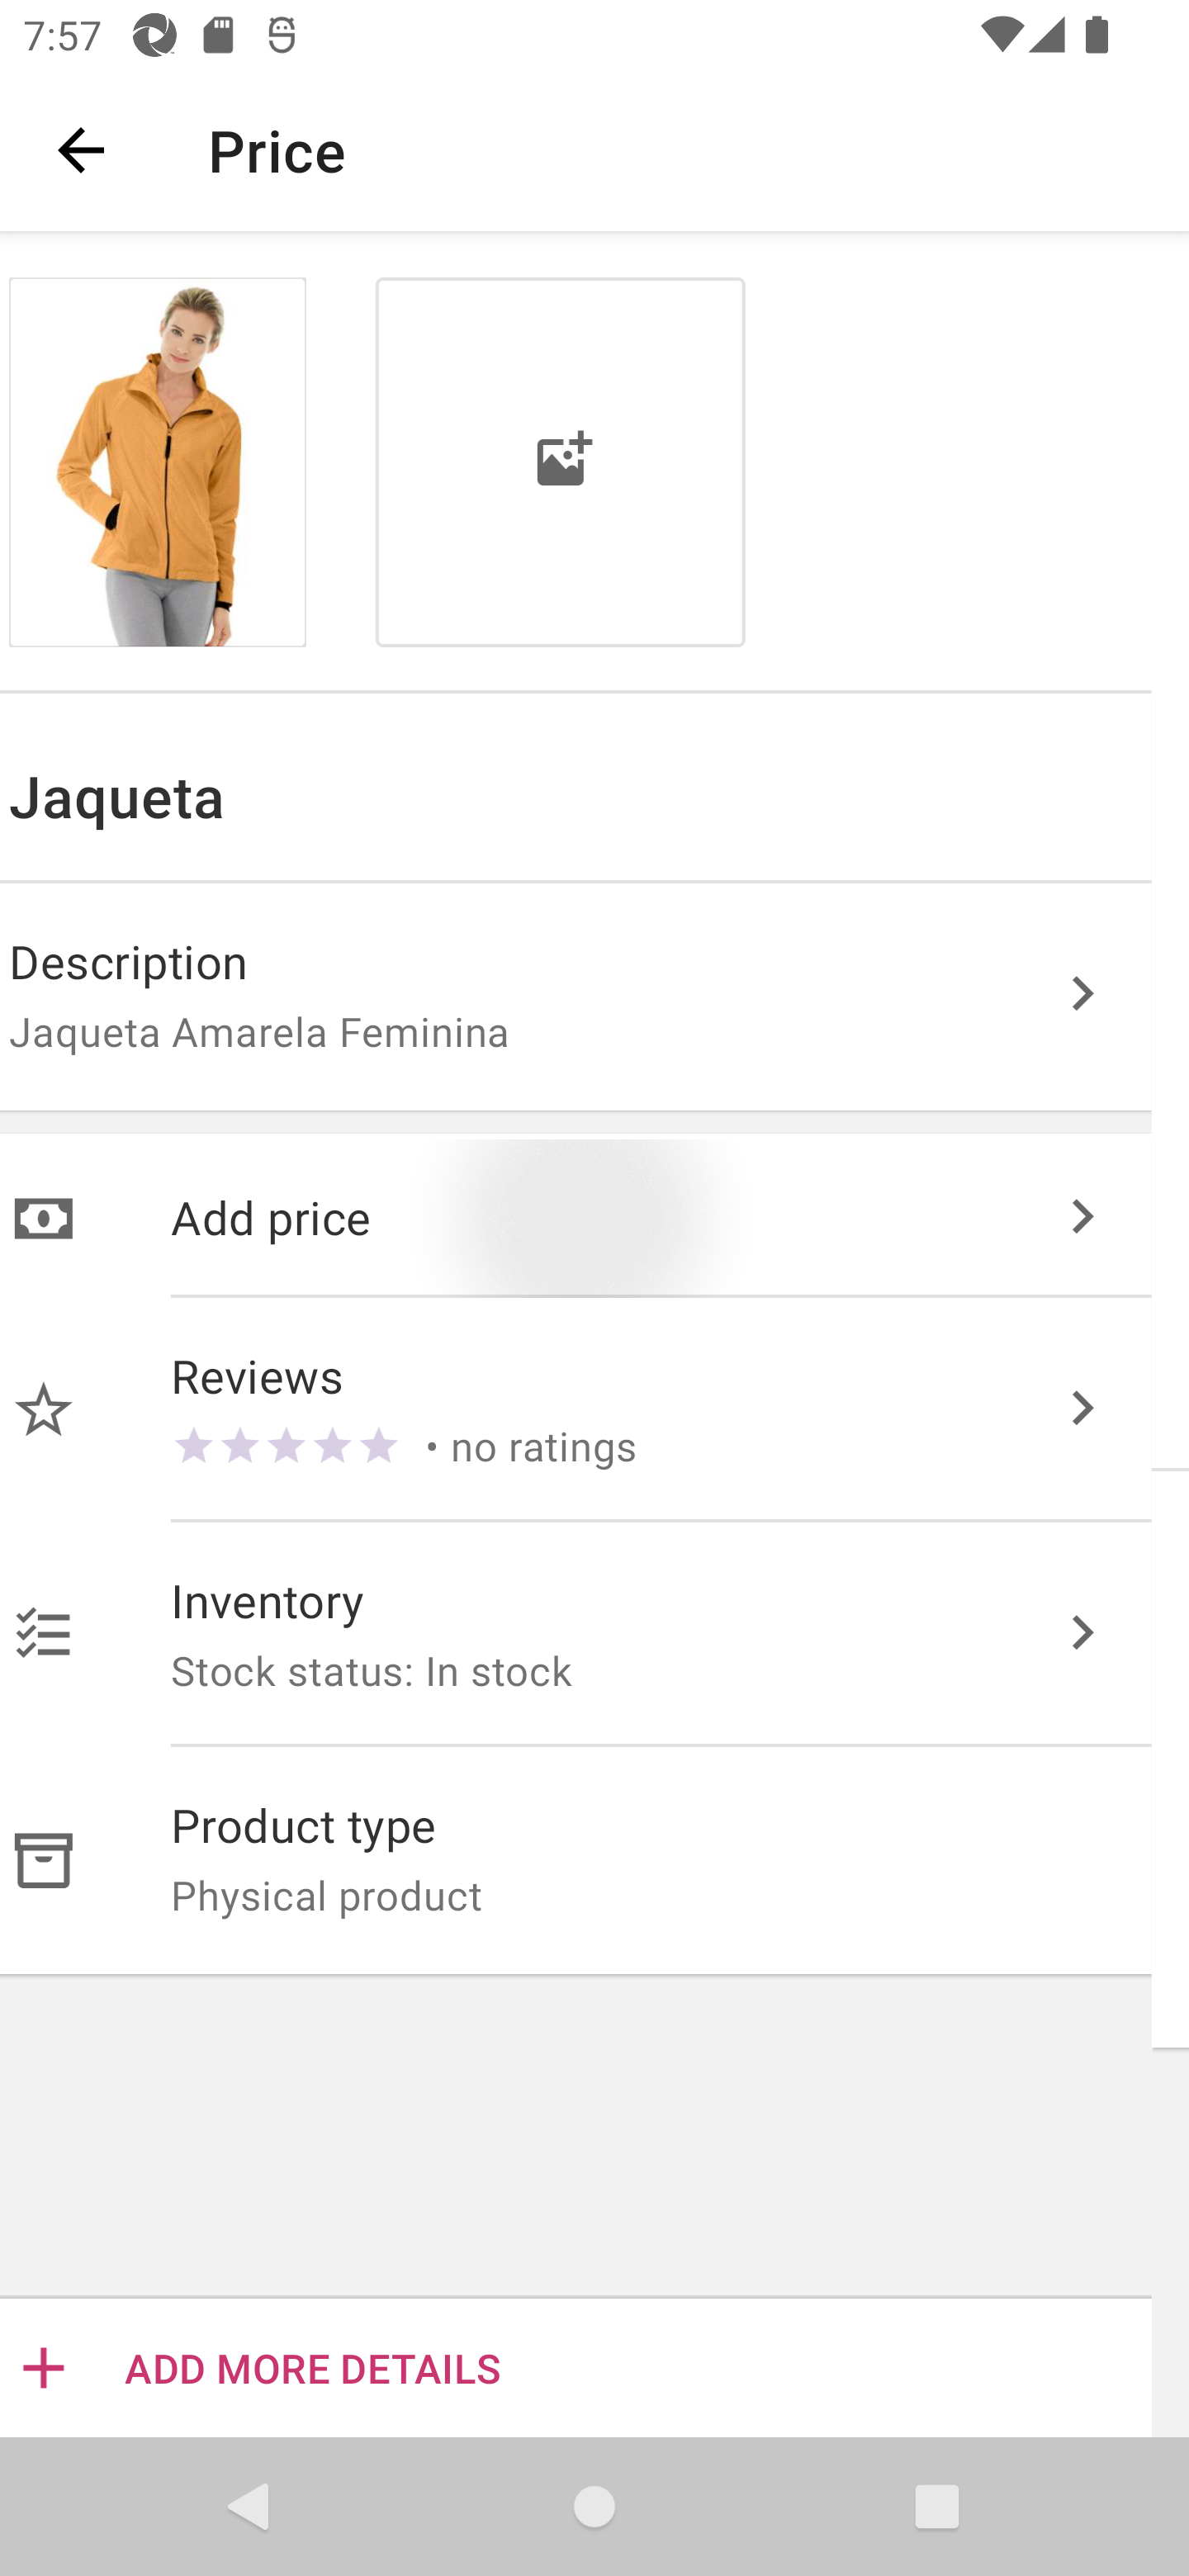 7:57
Price
Jaqueta
Description
Jaqueta Amarela Feminina
Add price
Reviews
• no ratings
Inventory
Stock status: In stock
Product type
Physical product
ADD MORE DETAILS